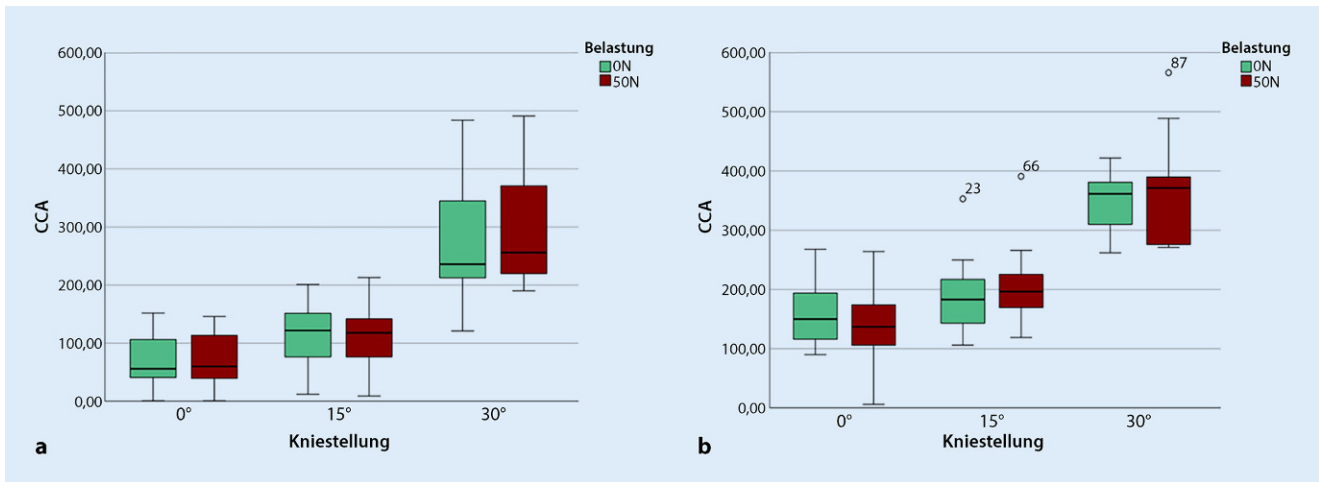 Belastung
0N
50N
600,00
500,00
400,00
300,00
200,00
100,00
0,00
CCA
0° 15° 30°
Kniestellung
a
Belastung
0N
50N
600,00
500,00
400,00
300,00
200,00
100,00
0,00
CCA
87
66
23
0° 15° 30°
Kniestellung
b